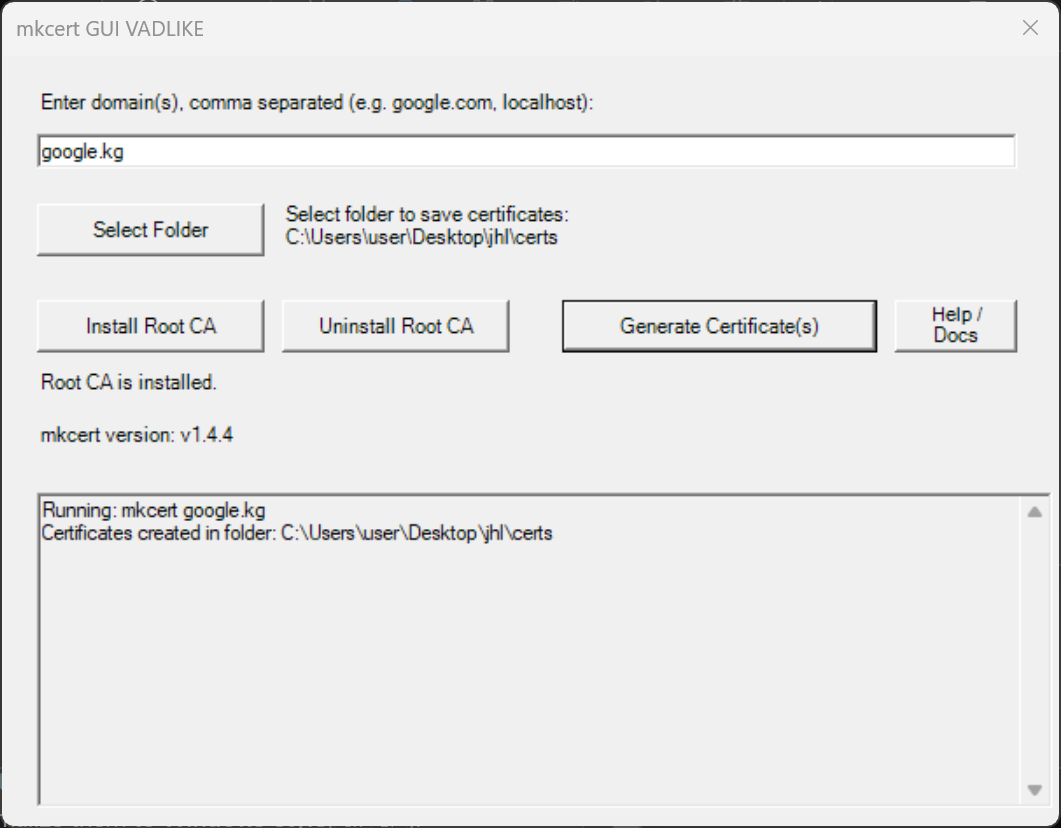 mkcert GUI VADLIKE
Enter domain(s), comma separated (e.g. google.com, localhost):
google.kg
Select Folder
Select folder to save certificates:
C:\Users\user\Desktop\jhl\certs
Install Root CA
Uninstall Root CA
Generate Certificate(s)
Help /
Docs
Root CA is installed.
mkcert version: v1.4.4
Running: mkcert google.kg
Certificates created in folder: C:\Users\user\Desktop\jhl\certs